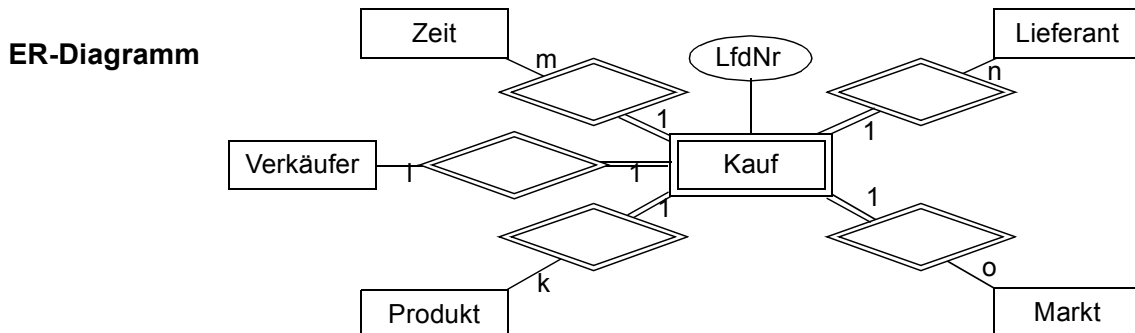 ER-Diagramm
Zeit
Lieferant
LfdNr
m
n
1
1
Verkäufer
l
1
Kauf
1
1
k
o
Produkt
Markt